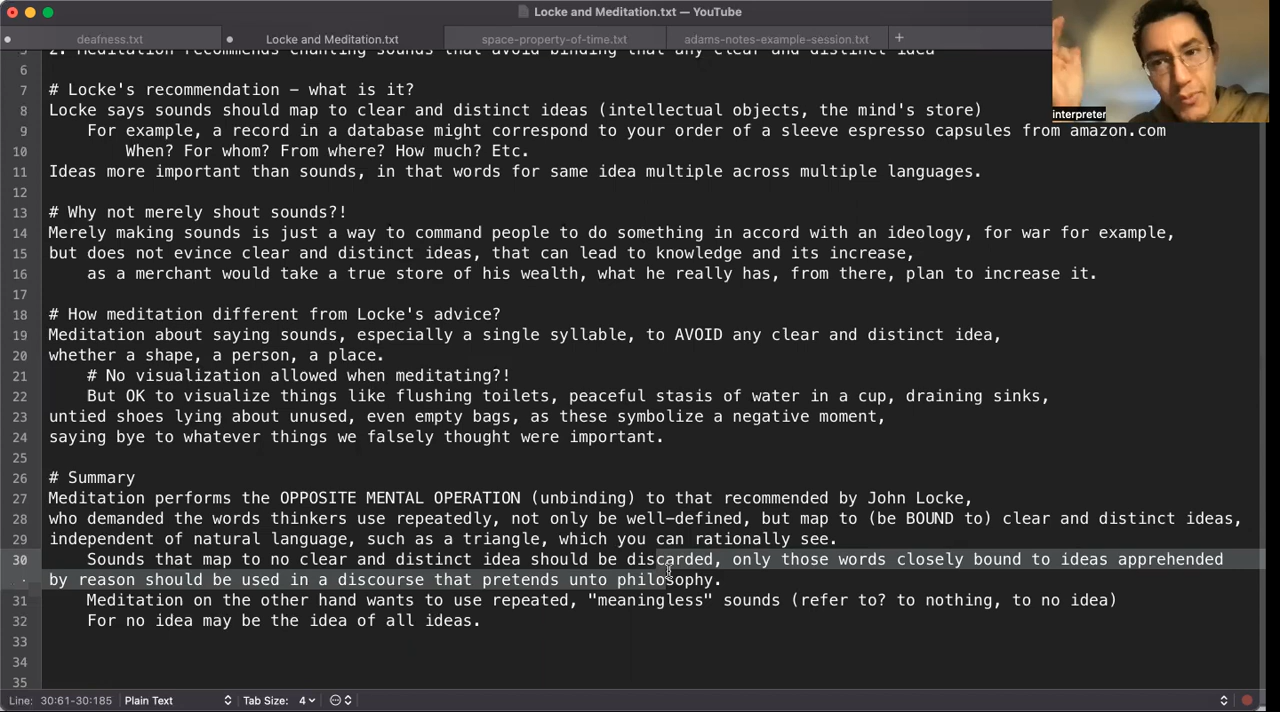 Locke and Meditation.txt — YouTube
deafness.txt
Locke and Meditation.txt
space-property-of-time.txt
adams-notes-example-session.txt
interpreter
5 2. Meditation recommends chanting sounds that avoid binding that any clear and distinct idea
6
7 # Locke's recommendation - what is it?
8 Locke says sounds should map to clear and distinct ideas (intellectual objects, the mind's store)
9 For example, a record in a database might correspond to your order of a sleeve espresso capsules from amazon.com
10 When? For whom? From where? How much? Etc.
11 Ideas more important than sounds, in that words for same idea multiple across multiple languages.
12
13 # Why not merely shout sounds?!
14 Merely making sounds is just a way to command people to do something in accord with an ideology, for war for example,
15 but does not evince clear and distinct ideas, that can lead to knowledge and its increase,
16 as a merchant would take a true store of his wealth, what he really has, from there, plan to increase it.
17
18 # How meditation different from Locke's advice?
19 Meditation about saying sounds, especially a single syllable, to AVOID any clear and distinct idea,
20 whether a shape, a person, a place.
21 # No visualization allowed when meditating?!
22 But OK to visualize things like flushing toilets, peaceful stasis of water in a cup, draining sinks,
23 untied shoes lying about unused, even empty bags, as these symbolize a negative moment,
24 saying bye to whatever things we falsely thought were important.
25
26 # Summary
27 Meditation performs the OPPOSITE MENTAL OPERATION (unbinding) to that recommended by John Locke,
28 who demanded the words thinkers use repeatedly, not only be well-defined, but map to (be BOUND to) clear and distinct ideas,
29 independent of natural language, such as a triangle, which you can rationally see.
30 Sounds that map to no clear and distinct idea should be discarded, only those words closely bound to ideas apprehended
· by reason should be used in a discourse that pretends unto philosophy.
31 Meditation on the other hand wants to use repeated, "meaningless" sounds (refer to? to nothing, to no idea)
32 For no idea may be the idea of all ideas.
33
34
35
Line: 30:61-30:185 Plain Text Tab Size: 4